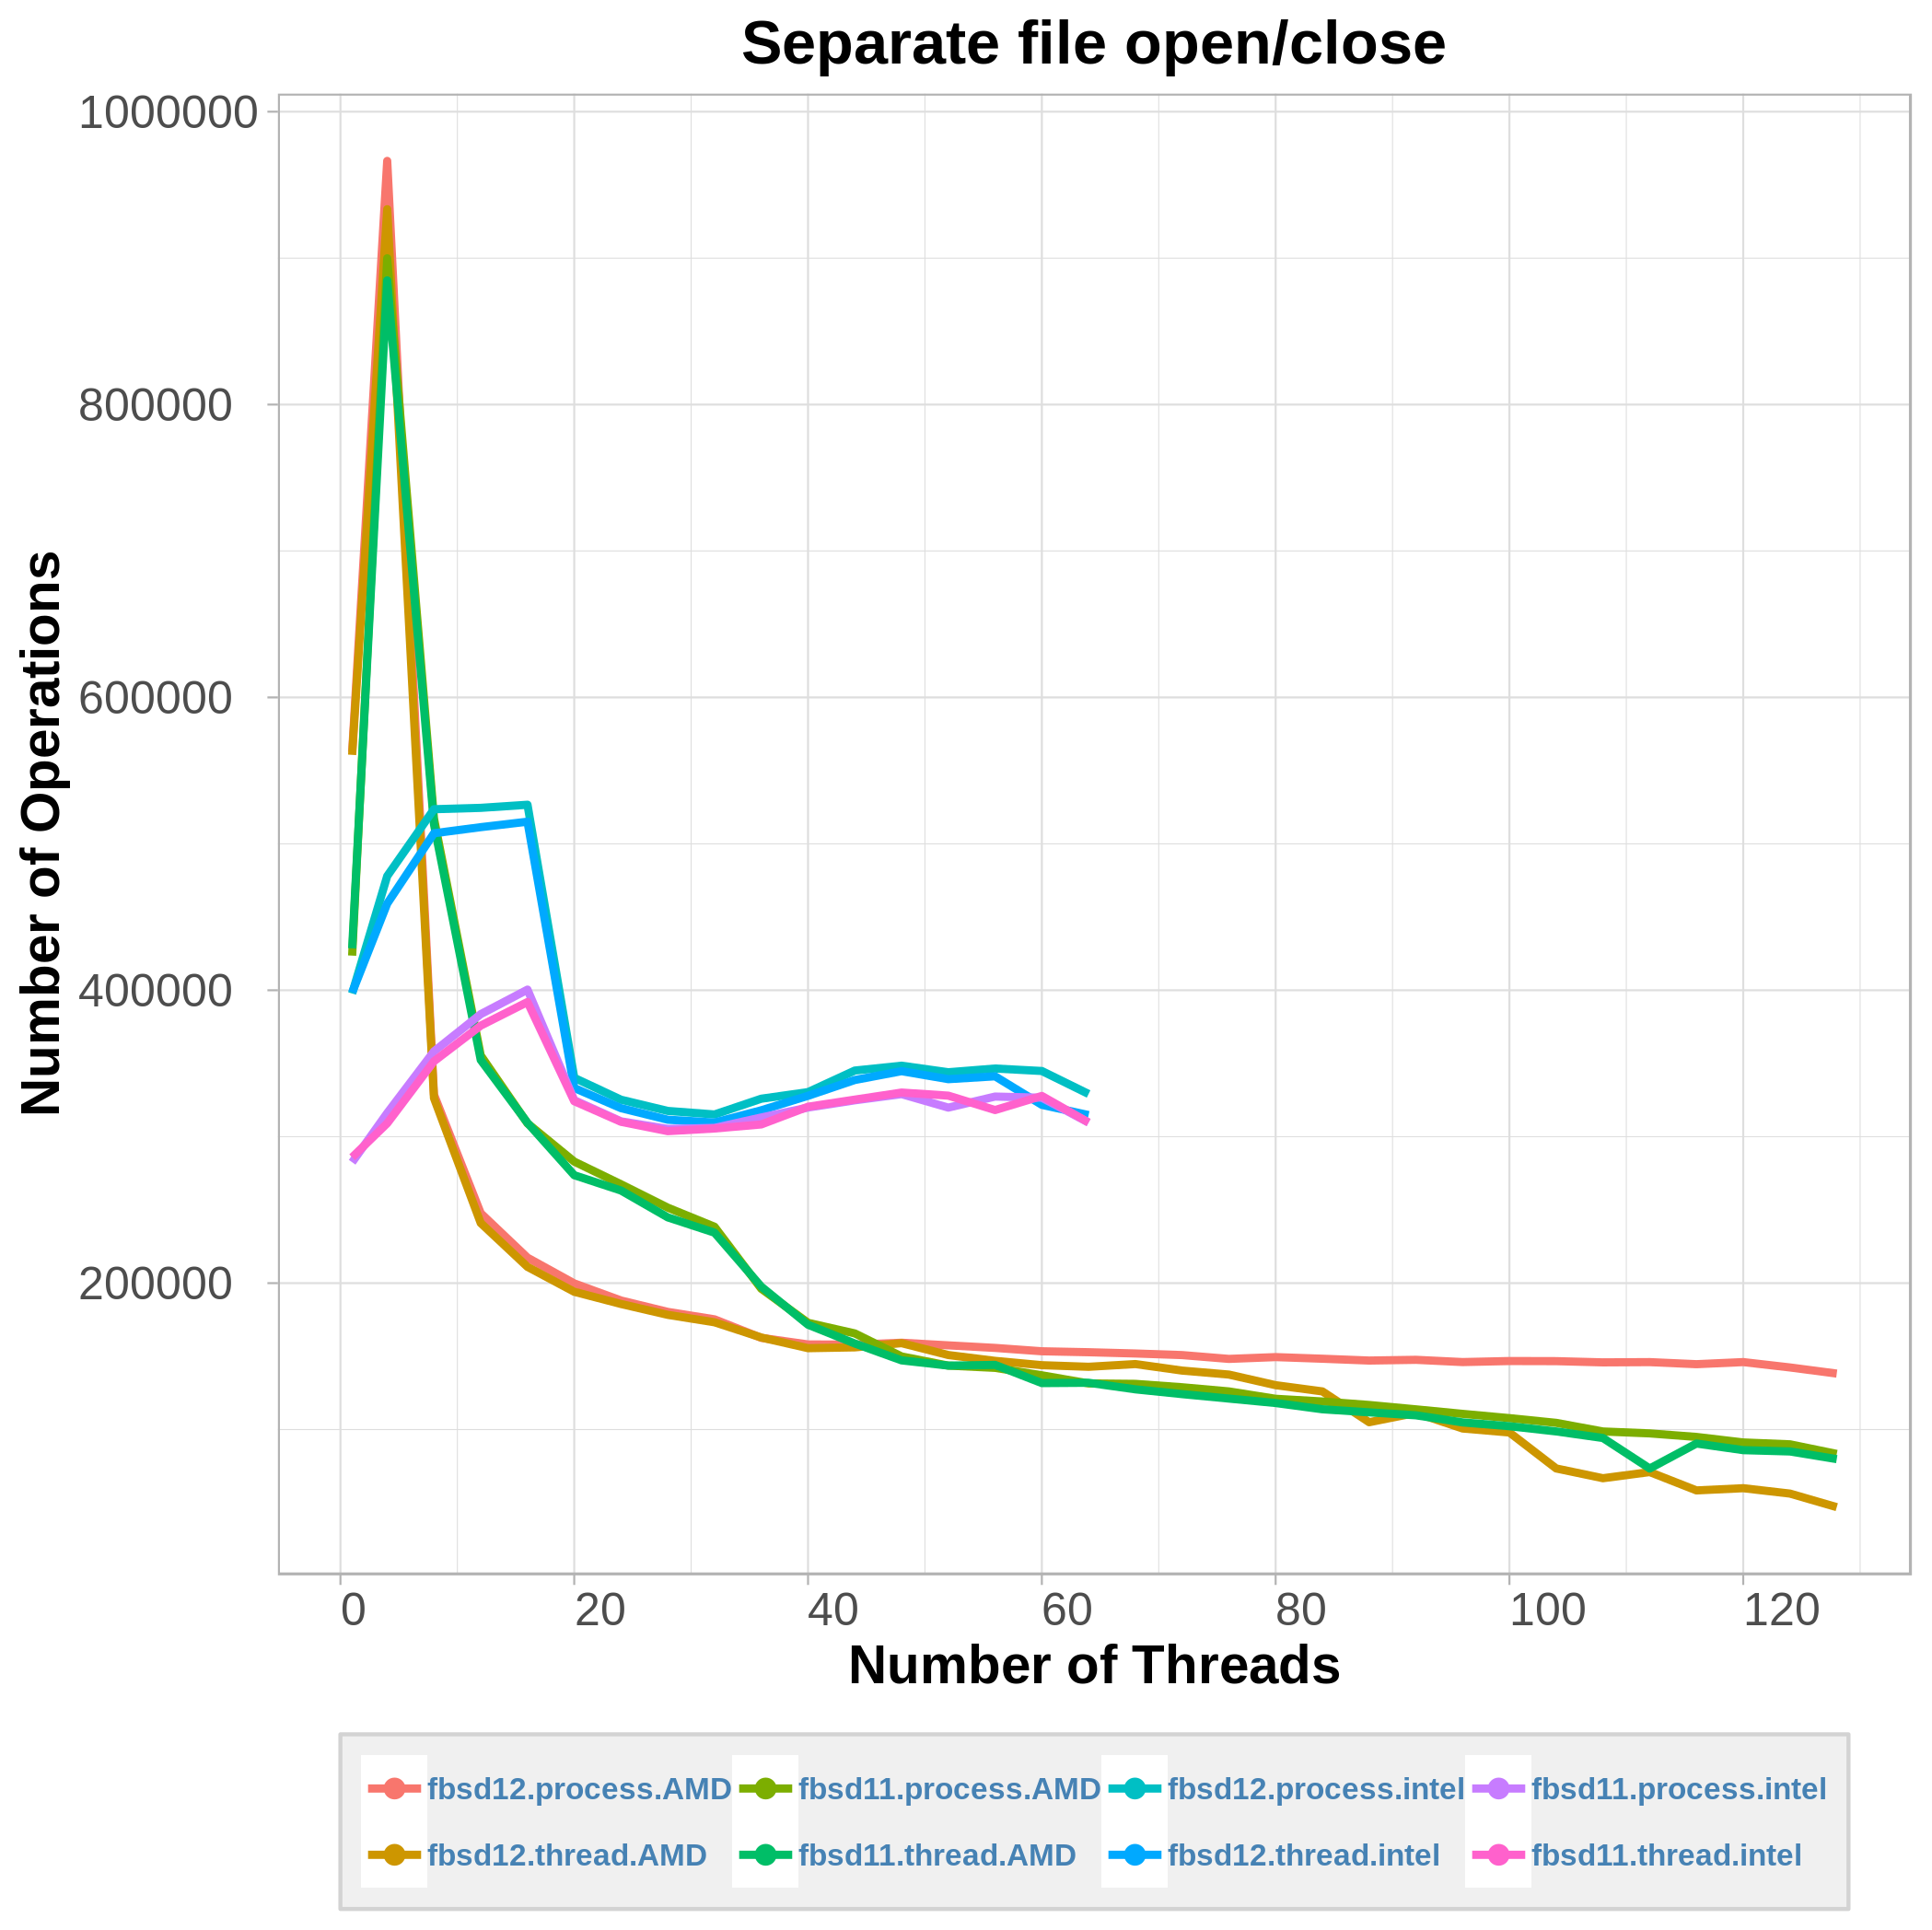 Separate file open/close
Number of Operations
1000000
800000
600000
400000
200000
0 20 40 60 80 100 120
Number of Threads
fbsd12.process.AMD fbsd11.process.AMD fbsd12.process.intel fbsd11.process.intel
fbsd12.thread.AMD fbsd11.thread.AMD fbsd12.thread.intel fbsd11.thread.intel